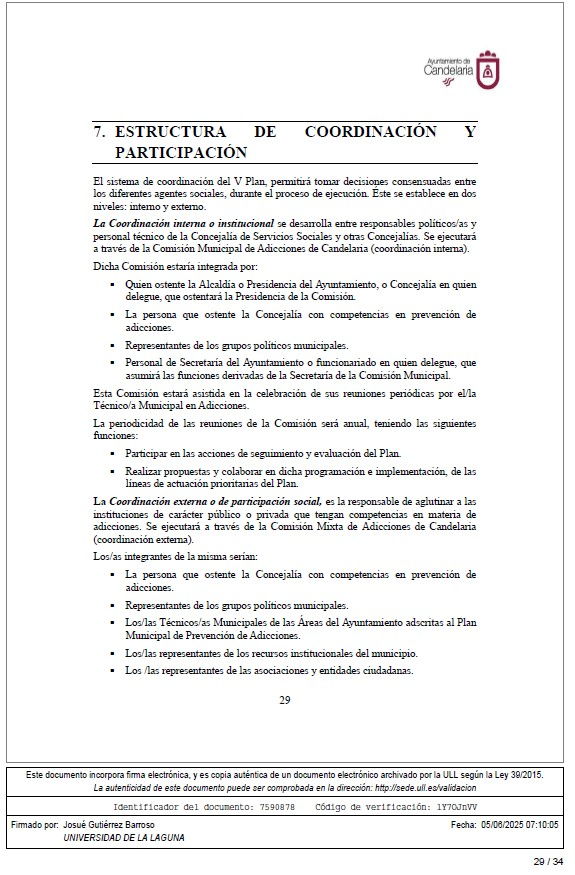 Ayuntamiento de
Candelaria
7. ESTRUCTURA DE COORDINACIÓN Y
PARTICIPACIÓN
El sistema de coordinación del V Plan, permitirá tomar decisiones consensuadas entre
los diferentes agentes sociales, durante el proceso de ejecución. Éste se establece en dos
niveles: interno y externo.
La Coordinación interna o institucional se desarrolla entre responsables políticos/as y
personal técnico de la Concejalía de Servicios Sociales y otras Concejalías. Se ejecutará
a través de la Comisión Municipal de Adicciones de Candelaria (coordinación interna).
Dicha Comisión estaría integrada por:
▪ Quien ostente la Alcaldía o Presidencia del Ayuntamiento, o Concejalía en quien
delegue, que ostentará la Presidencia de la Comisión.
▪ La persona que ostente la Concejalía con competencias en prevención de
adicciones.
▪ Representantes de los grupos políticos municipales.
▪ Personal de Secretaría del Ayuntamiento o funcionariado en quien delegue, que
asumirá las funciones derivadas de la Secretaría de la Comisión Municipal.
Esta Comisión estará asistida en la celebración de sus reuniones periódicas por el/la
Técnico/a Municipal en Adicciones.
La periodicidad de las reuniones de la Comisión será anual, teniendo las siguientes
funciones:
▪ Participar en las acciones de seguimiento y evaluación del Plan.
▪ Realizar propuestas y colaborar en dicha programación e implementación, de las
líneas de actuación prioritarias del Plan.
La Coordinación externa o de participación social, es la responsable de aglutinar a las
instituciones de carácter público o privada que tengan competencias en materia de
adicciones. Se ejecutará a través de la Comisión Mixta de Adicciones de Candelaria
(coordinación externa).
Los/as integrantes de la misma serían:
▪ La persona que ostente la Concejalía con competencias en prevención de
adicciones.
▪ Representantes de los grupos políticos municipales.
▪ Los/las Técnicos/as Municipales de las Áreas del Ayuntamiento adscritas al Plan
Municipal de Prevención de Adicciones.
▪ Los/las representantes de los recursos institucionales del municipio.
▪ Los /las representantes de las asociaciones y entidades ciudadanas.
29
Este documento incorpora firma electrónica, y es copia auténtica de un documento electrónico archivado por la ULL según la Ley 39/2015.
La autenticidad de este documento puede ser comprobada en la dirección: http://sede.ull.es/validacion
Identificador del documento: 7590878 Código de verificación: lY7OJnVV
Firmado por: Josué Gutiérrez Barroso Fecha: 05/06/2025 07:10:05
UNIVERSIDAD DE LA LAGUNA
29 / 34